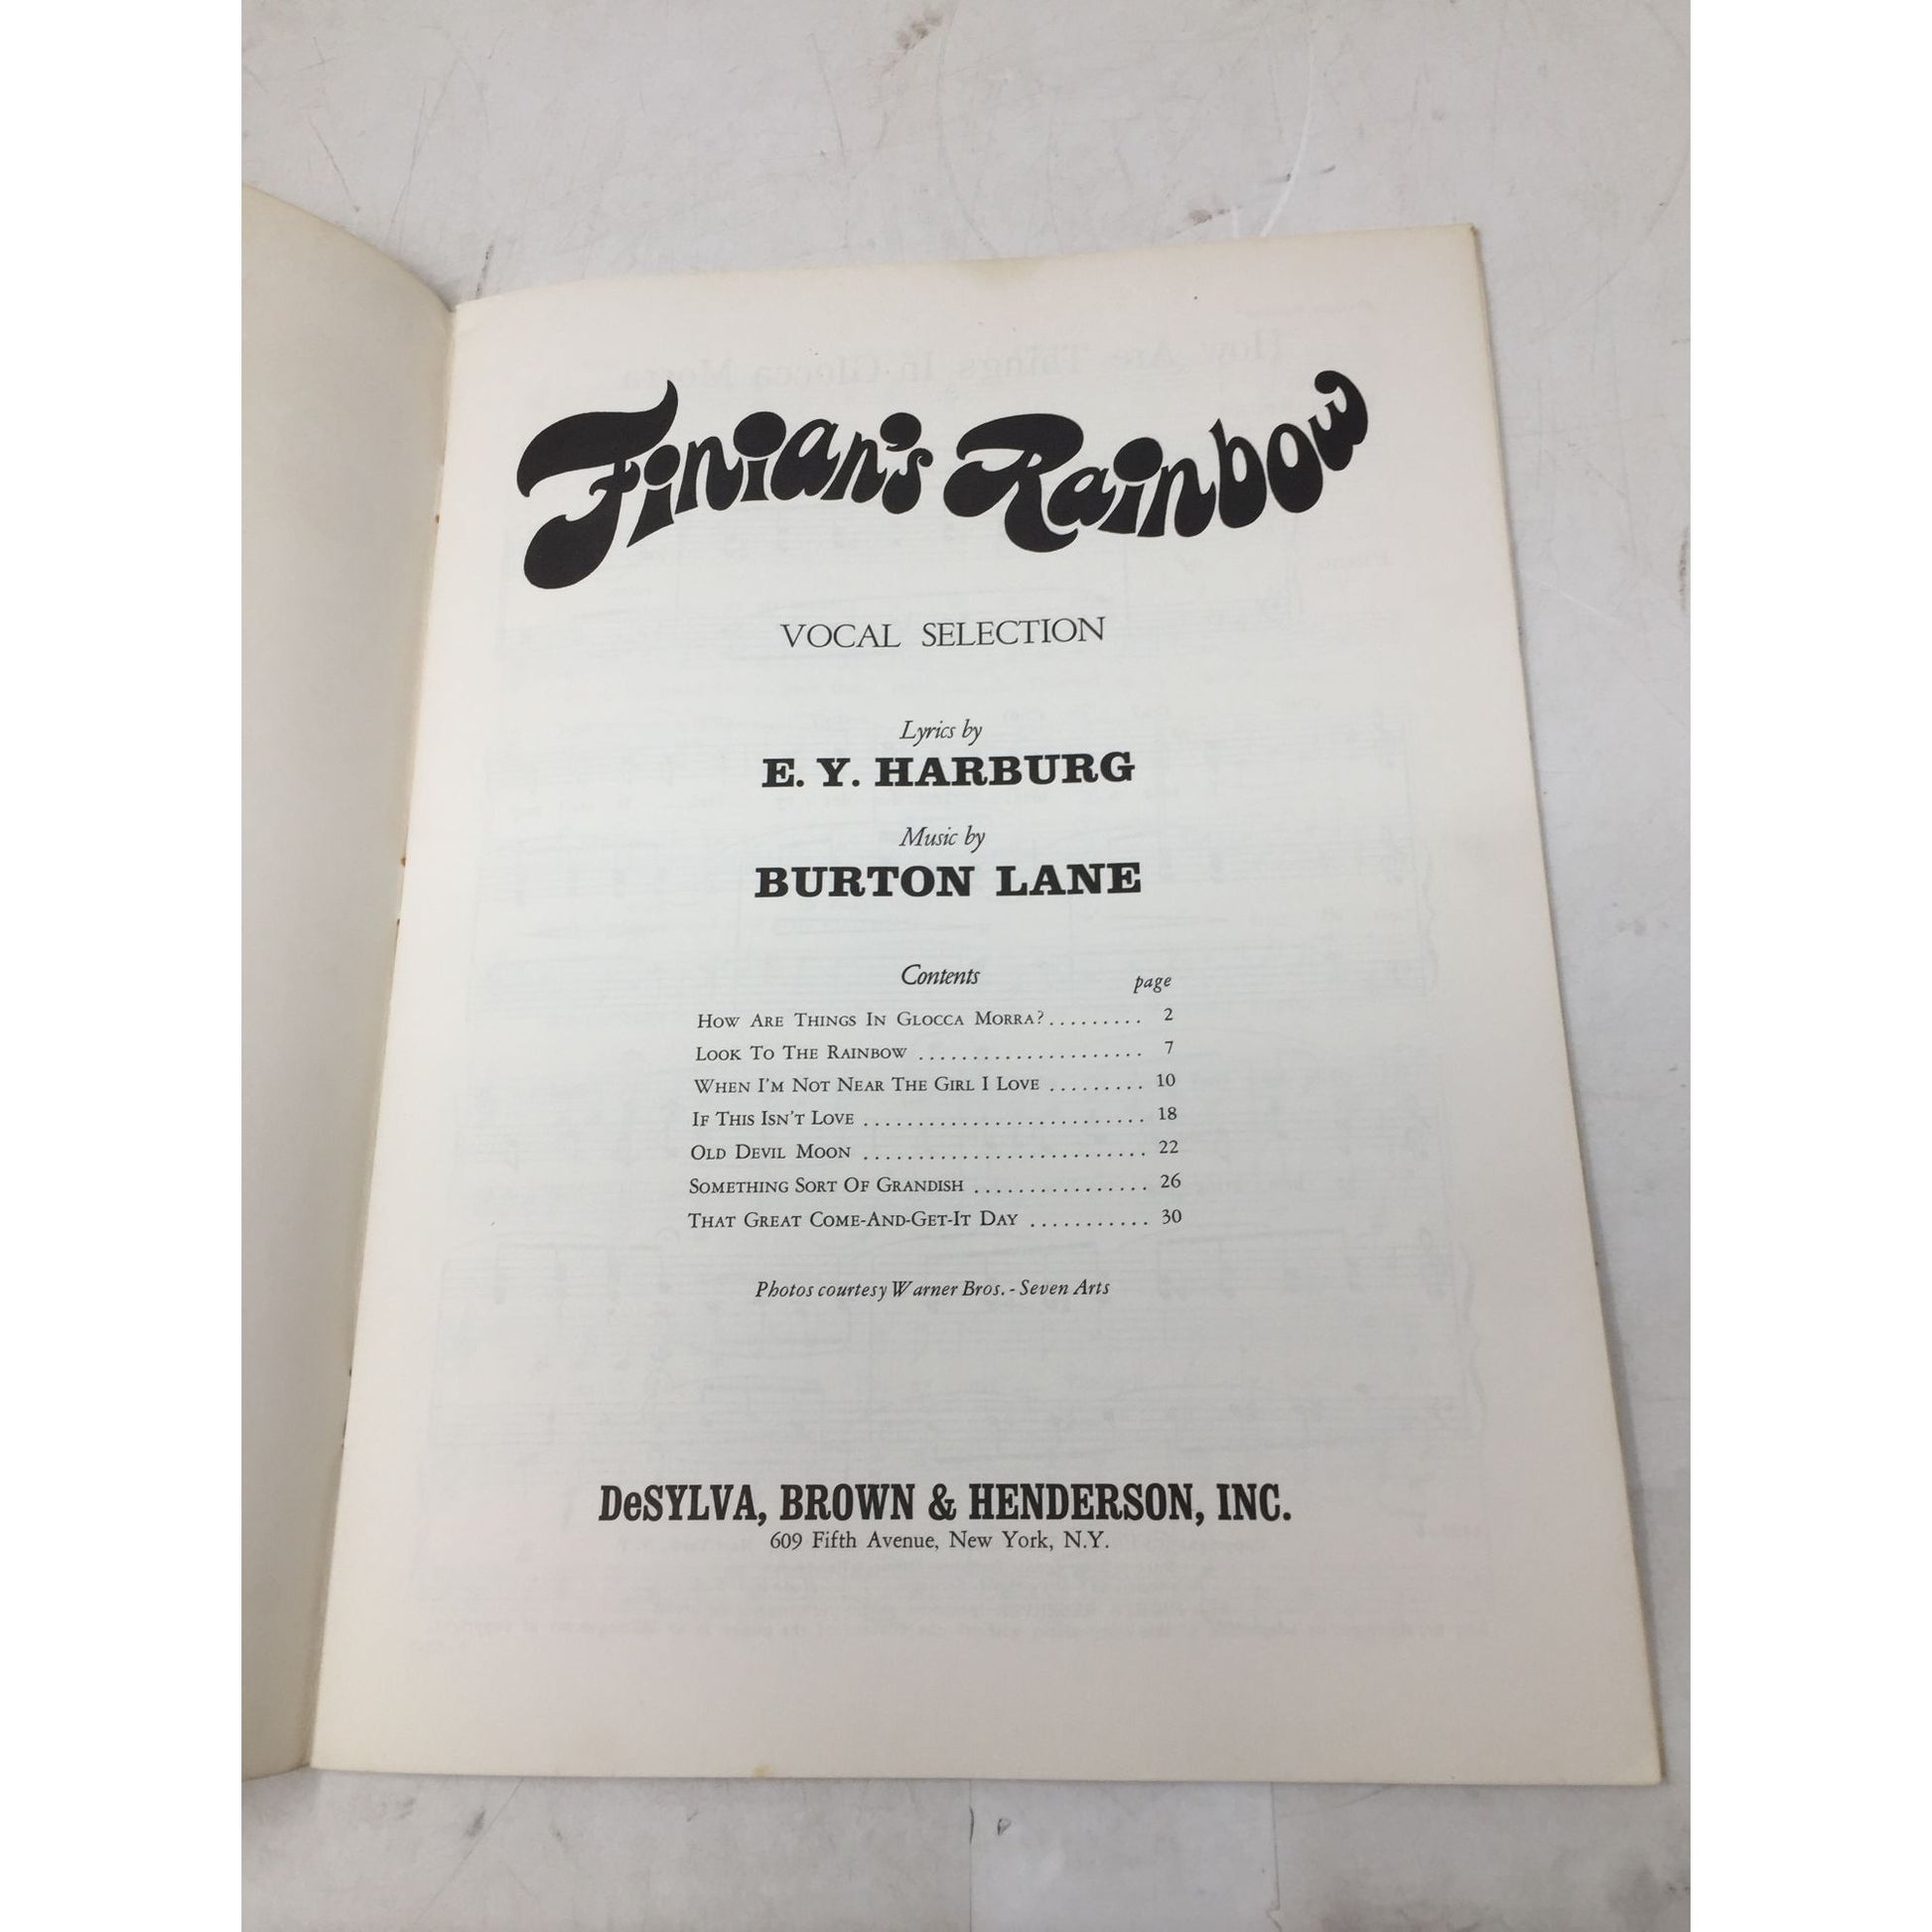 Finian's Rainbow
VOCAL SELECTION
Lyrics by
E. Y. HARBURG
Music by
BURTON LANE
Contents page
HOW ARE THINGS IN GLOCCA MORRA? ......... 2
LOOK TO THE RAINBOW ..................... 7
WHEN I'M NOT NEAR THE GIRL I LOVE ......... 10
IF THIS ISN'T LOVE .......................... 18
OLD DEVIL MOON .......................... 22
SOMETHING SORT OF GRANDISH ................ 26
THAT GREAT COME-AND-GET-IT DAY ........... 30
Photos courtesy Warner Bros. - Seven Arts
DeSYLVA, BROWN & HENDERSON, INC.
609 Fifth Avenue, New York, N.Y.